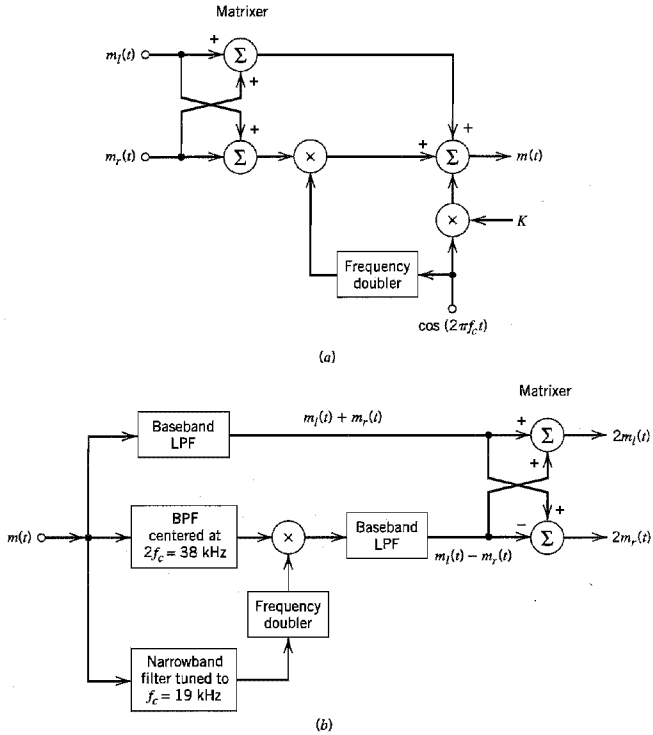 Matrixer
m_l(t)
+
Σ
+
+
+
m_r(t)
Σ
×
+
Σ
m(t)
×
K
Frequency
doubler
cos (2πf_ct)
(a)
Matrixer
m_l(t) + m_r(t)
Baseband
LPF
+
Σ
2m_l(t)
+
+
m(t)
BPF
centered at
2f_c = 38 kHz
×
Baseband
LPF
m_l(t) − m_r(t)
−
Σ
2m_r(t)
Frequency
doubler
Narrowband
filter tuned to
f_c = 19 kHz
(b)